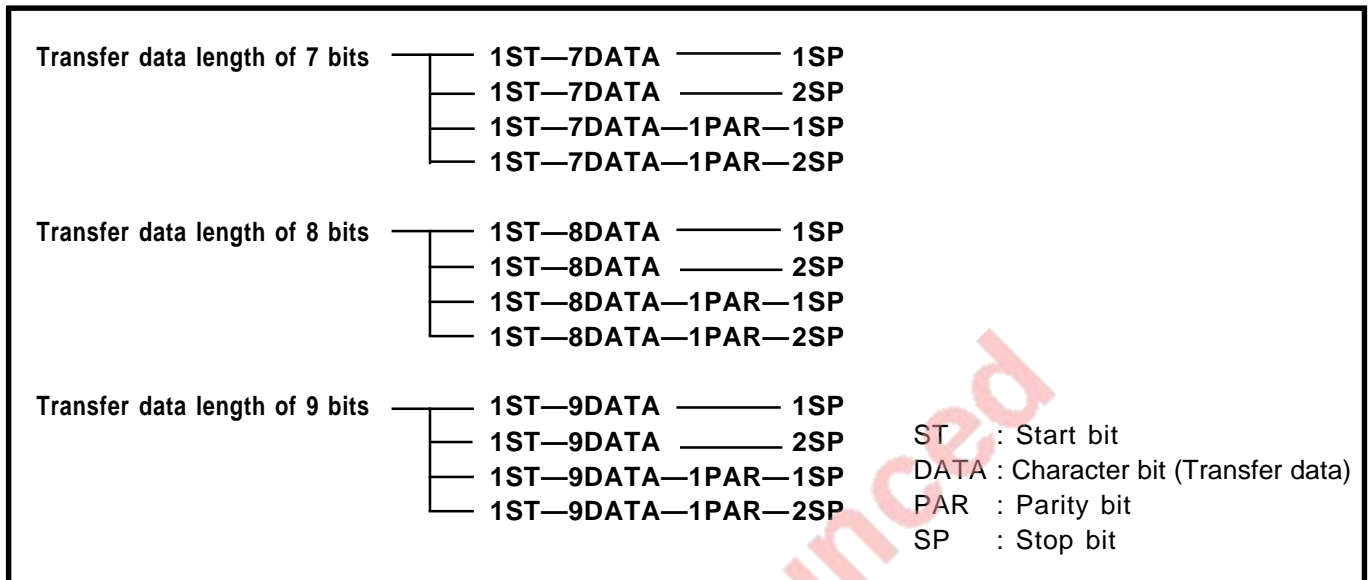 Transfer data length of 7 bits 1ST—7DATA 1SP
1ST—7DATA 2SP
1ST—7DATA—1PAR—1SP
1ST—7DATA—1PAR—2SP
Transfer data length of 8 bits 1ST—8DATA 1SP
1ST—8DATA 2SP
1ST—8DATA—1PAR—1SP
1ST—8DATA—1PAR—2SP
Transfer data length of 9 bits 1ST—9DATA 1SP
1ST—9DATA 2SP
1ST—9DATA—1PAR—1SP
1ST—9DATA—1PAR—2SP
ST : Start bit
DATA : Character bit (Transfer data)
PAR : Parity bit
SP : Stop bit